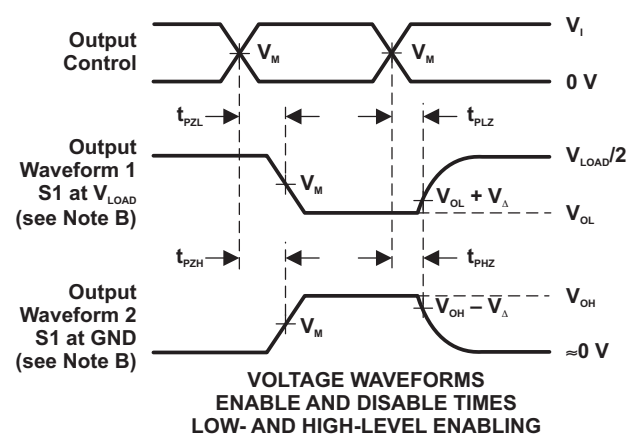 Output
Control
V_M
V_M
V_I
0 V
t_PZL
t_PLZ
Output
Waveform 1
S1 at V_LOAD
(see Note B)
V_M
V_OL + V_Δ
V_LOAD/2
V_OL
t_PZH
t_PHZ
Output
Waveform 2
S1 at GND
(see Note B)
V_M
V_OH – V_Δ
V_OH
≈0 V
VOLTAGE WAVEFORMS
ENABLE AND DISABLE TIMES
LOW- AND HIGH-LEVEL ENABLING